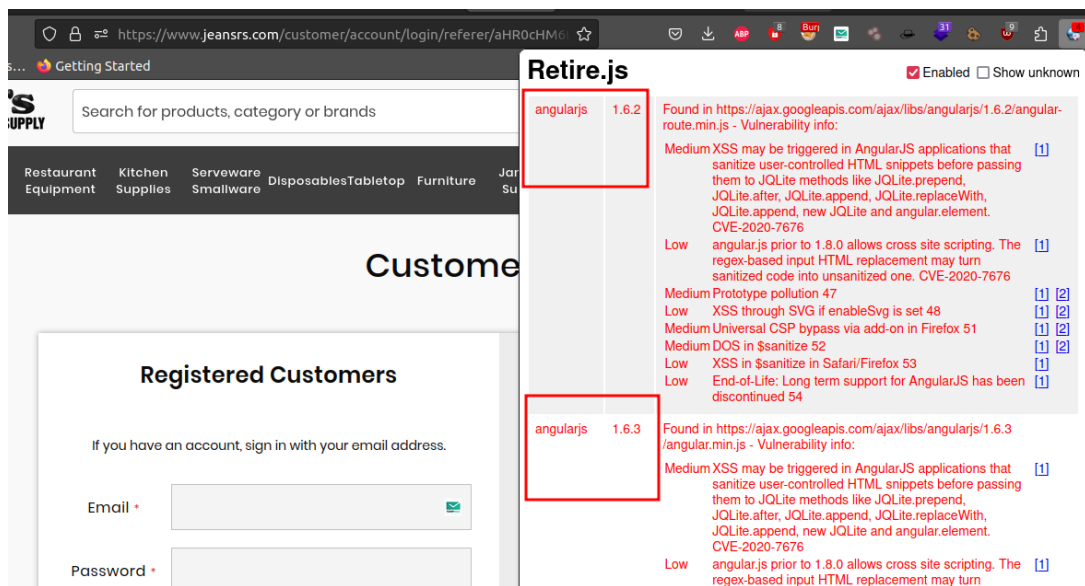 https://www.jeansrs.com/customer/account/login/referer/aHR0cHM6
ABP
8
Burj
31
9
4
s... Getting Started
Retire.js
Enabled Show unknown
'S
SUPPLY
Search for products, category or brands
Restaurant Equipment
Kitchen Supplies
Serveware Smallware
Disposables
Tabletop
Furniture
Jar
Su
Custome
Registered Customers
If you have an account, sign in with your email address.
Email *
Password *
angularjs 1.6.2 Found in https://ajax.googleapis.com/ajax/libs/angularjs/1.6.2/angular-
route.min.js - Vulnerability info:
Medium XSS may be triggered in AngularJS applications that [1]
sanitize user-controlled HTML snippets before passing
them to JQLite methods like JQLite.prepend,
JQLite.after, JQLite.append, JQLite.replaceWith,
JQLite.append, new JQLite and angular.element.
CVE-2020-7676
Low angular.js prior to 1.8.0 allows cross site scripting. The [1]
regex-based input HTML replacement may turn
sanitized code into unsanitized one. CVE-2020-7676
Medium Prototype pollution 47 [1] [2]
Low XSS through SVG if enableSvg is set 48 [1] [2]
Medium Universal CSP bypass via add-on in Firefox 51 [1] [2]
Medium DOS in $sanitize 52 [1] [2]
Low XSS in $sanitize in Safari/Firefox 53 [1]
Low End-of-Life: Long term support for AngularJS has been [1]
discontinued 54
angularjs 1.6.3 Found in https://ajax.googleapis.com/ajax/libs/angularjs/1.6.3
/angular.min.js - Vulnerability info:
Medium XSS may be triggered in AngularJS applications that [1]
sanitize user-controlled HTML snippets before passing
them to JQLite methods like JQLite.prepend,
JQLite.after, JQLite.append, JQLite.replaceWith,
JQLite.append, new JQLite and angular.element.
CVE-2020-7676
Low angular.js prior to 1.8.0 allows cross site scripting. The [1]
regex-based input HTML replacement may turn